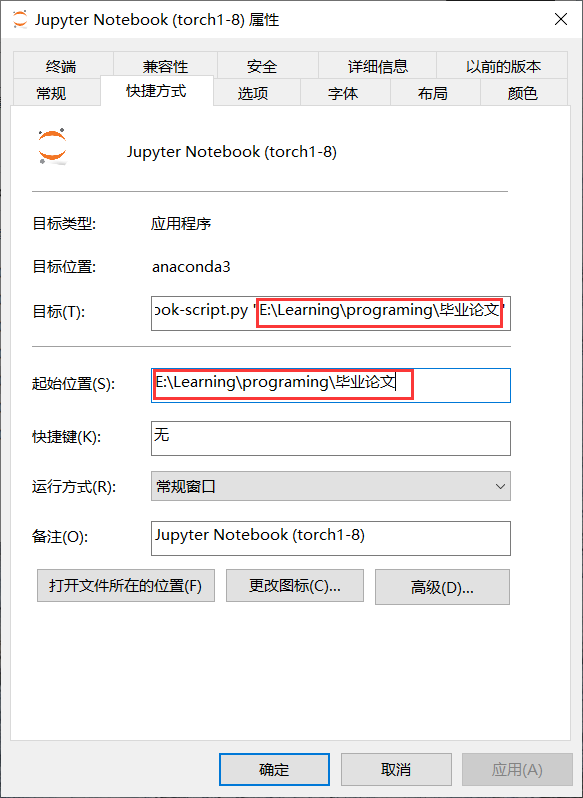 Jupyter Notebook (torch1-8) 属性
终端 兼容性 安全 详细信息 以前的版本
常规 快捷方式 选项 字体 布局 颜色
Jupyter Notebook (torch1-8)
目标类型: 应用程序
目标位置: anaconda3
目标(T): ook-script.py "E:\Learning\programing\毕业论文"
起始位置(S): E:\Learning\programing\毕业论文
快捷键(K): 无
运行方式(R): 常规窗口
备注(O): Jupyter Notebook (torch1-8)
打开文件所在的位置(F) 更改图标(C)... 高级(D)...
确定 取消 应用(A)